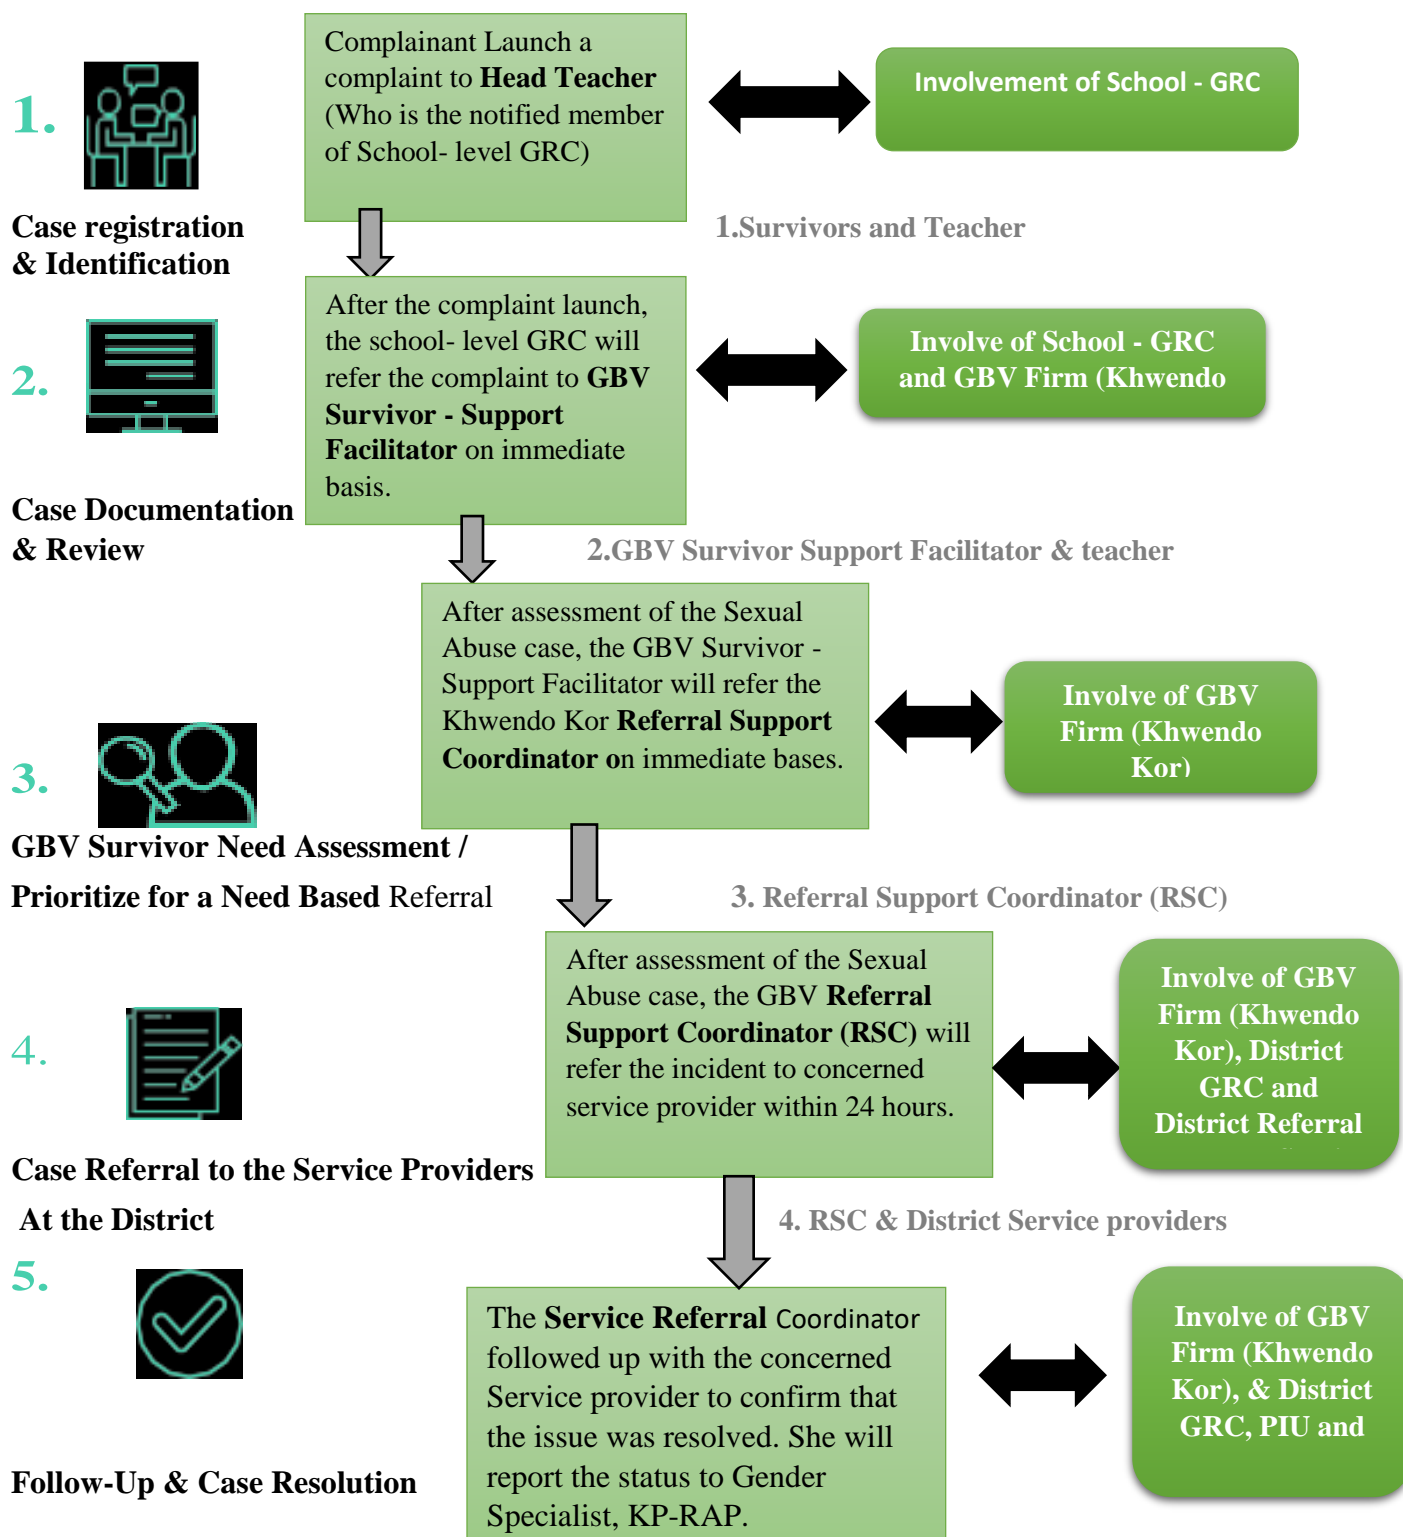 1.
Case registration
& Identification
Complainant Launch a
complaint to Head Teacher
(Who is the notified member
of School- level GRC)
Involvement of School - GRC
1.Survivors and Teacher
2.
Case Documentation
& Review
After the complaint launch,
the school- level GRC will
refer the complaint to GBV
Survivor - Support
Facilitator on immediate
basis.
Involve of School - GRC
and GBV Firm (Khwendo
2.GBV Survivor Support Facilitator & teacher
3.
GBV Survivor Need Assessment /
Prioritize for a Need Based Referral
After assessment of the Sexual
Abuse case, the GBV Survivor -
Support Facilitator will refer the
Khwendo Kor Referral Support
Coordinator on immediate bases.
Involve of GBV
Firm (Khwendo
Kor)
3. Referral Support Coordinator (RSC)
4.
Case Referral to the Service Providers
At the District
After assessment of the Sexual
Abuse case, the GBV Referral
Support Coordinator (RSC) will
refer the incident to concerned
service provider within 24 hours.
Involve of GBV
Firm (Khwendo
Kor), District
GRC and
District Referral
4. RSC & District Service providers
5.
Follow-Up & Case Resolution
The Service Referral Coordinator
followed up with the concerned
Service provider to confirm that
the issue was resolved. She will
report the status to Gender
Specialist, KP-RAP.
Involve of GBV
Firm (Khwendo
Kor), & District
GRC, PIU and